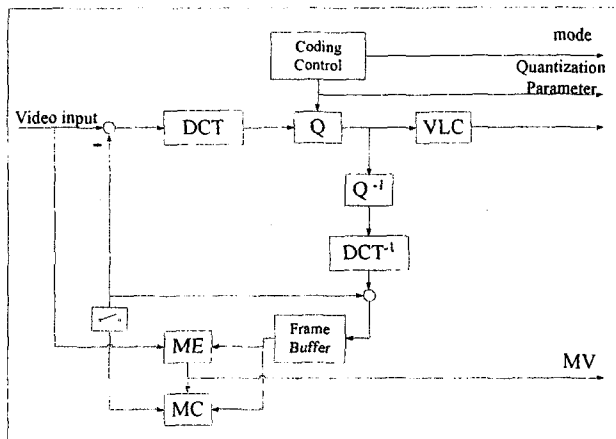 mode
Coding
Control
Quantization
Parameter
Video input
DCT
Q
VLC
Q⁻¹
DCT⁻¹
Frame
Buffer
ME
MV
MC